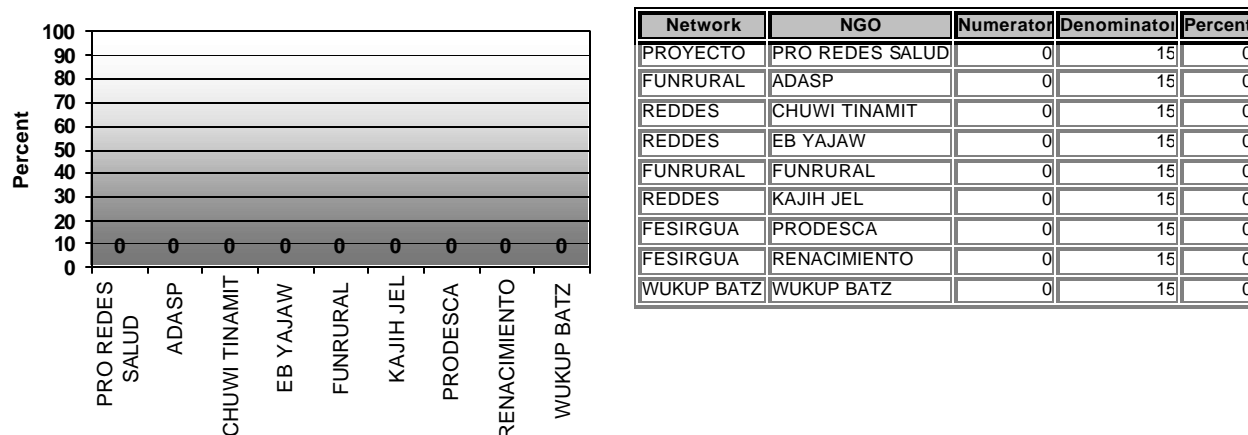 100
90
80
70
60
50
40
30
20
10
0
Percent
0 0 0 0 0 0 0 0 0
PRO REDES
SALUD
ADASP
CHUWI TINAMIT
EB YAJAW
FUNRURAL
KAJIH JEL
PRODESCA
RENACIMIENTO
WUKUP BATZ
Network NGO Numerator Denominator Percent
PROYECTO PRO REDES SALUD 0 15 0
FUNRURAL ADASP 0 15 0
REDDES CHUWI TINAMIT 0 15 0
REDDES EB YAJAW 0 15 0
FUNRURAL FUNRURAL 0 15 0
REDDES KAJIH JEL 0 15 0
FESIRGUA PRODESCA 0 15 0
FESIRGUA RENACIMIENTO 0 15 0
WUKUP BATZ WUKUP BATZ 0 15 0